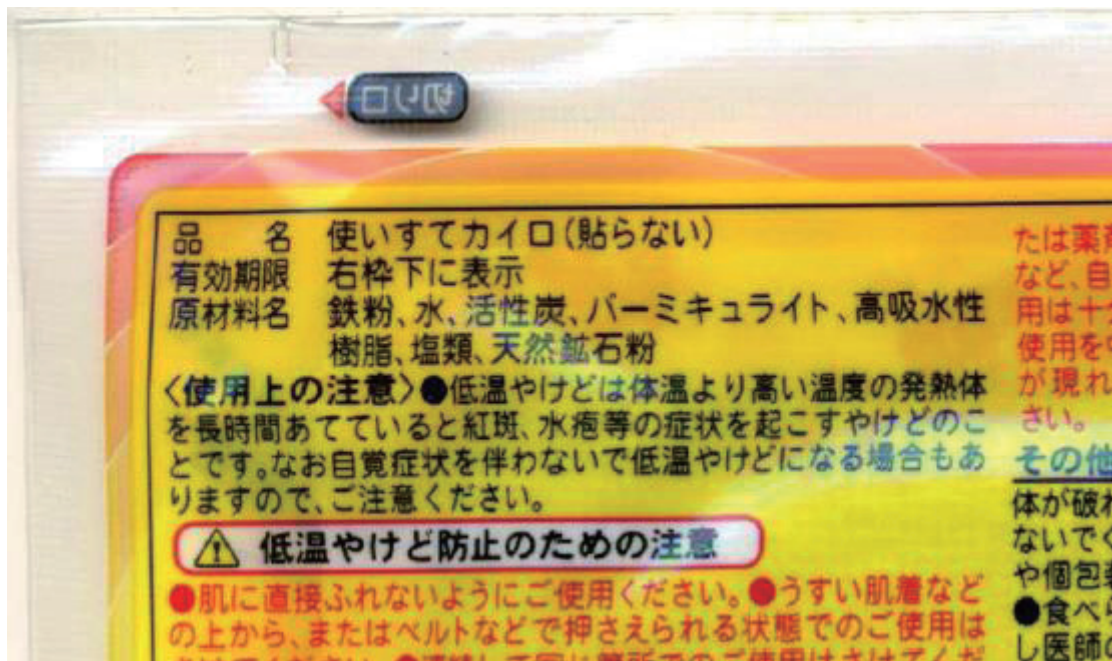 切り口
品 名 使いすてカイロ(貼らない)
有効期限 右枠下に表示
原材料名 鉄粉、水、活性炭、バーミキュライト、高吸水性
樹脂、塩類、天然鉱石粉
〈使用上の注意〉●低温やけどは体温より高い温度の発熱体
を長時間あてていると紅斑、水疱等の症状を起こすやけどのこ
とです。なお自覚症状を伴わないで低温やけどになる場合もあ
りますので、ご注意ください。
低温やけど防止のための注意
●肌に直接ふれないようにご使用ください。●うすい肌着など
の上から、またはベルトなどで押さえられる状態でのご使用は
たは薬
など、自
用は十
使用を
が現れ
さい。
その他
体が破れ
ないでく
や個包
●食べ
し医師